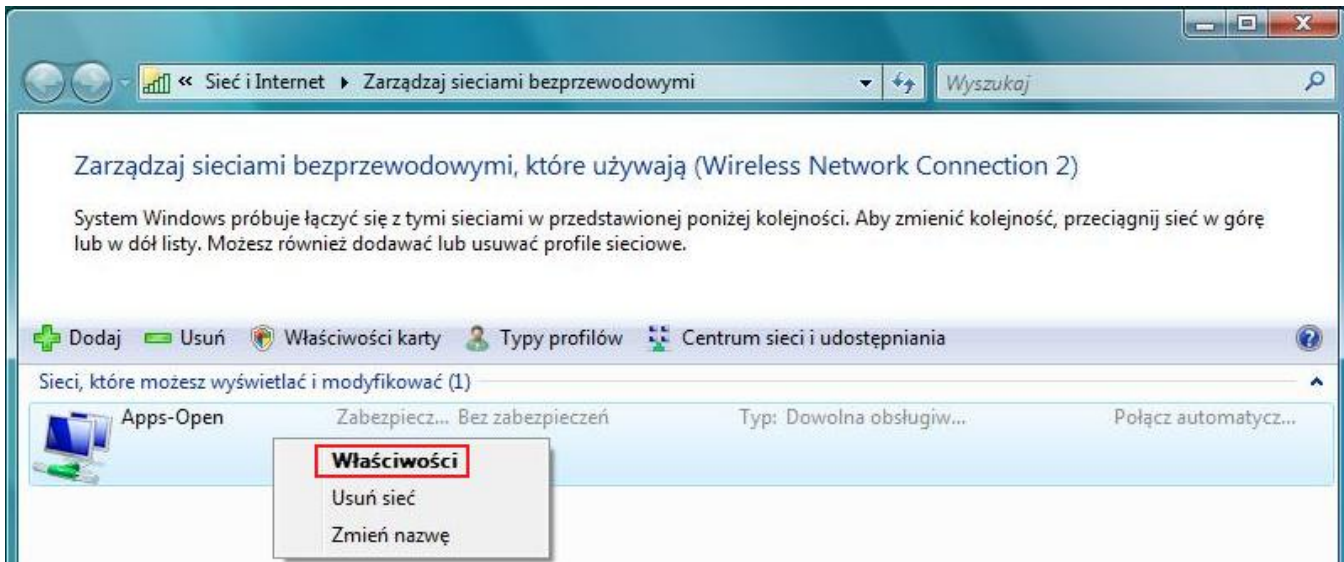 « Sieć i Internet ▸ Zarządzaj sieciami bezprzewodowymi
Wyszukaj
Zarządzaj sieciami bezprzewodowymi, które używają (Wireless Network Connection 2)
System Windows próbuje łączyć się z tymi sieciami w przedstawionej poniżej kolejności. Aby zmienić kolejność, przeciągnij sieć w górę
lub w dół listy. Możesz również dodawać lub usuwać profile sieciowe.
Dodaj Usuń Właściwości karty Typy profilów Centrum sieci i udostępniania
Sieci, które możesz wyświetlać i modyfikować (1)
Apps-Open Zabezpiecz... Bez zabezpieczeń Typ: Dowolna obsługiw... Połącz automatycz...
Właściwości
Usuń sieć
Zmień nazwę